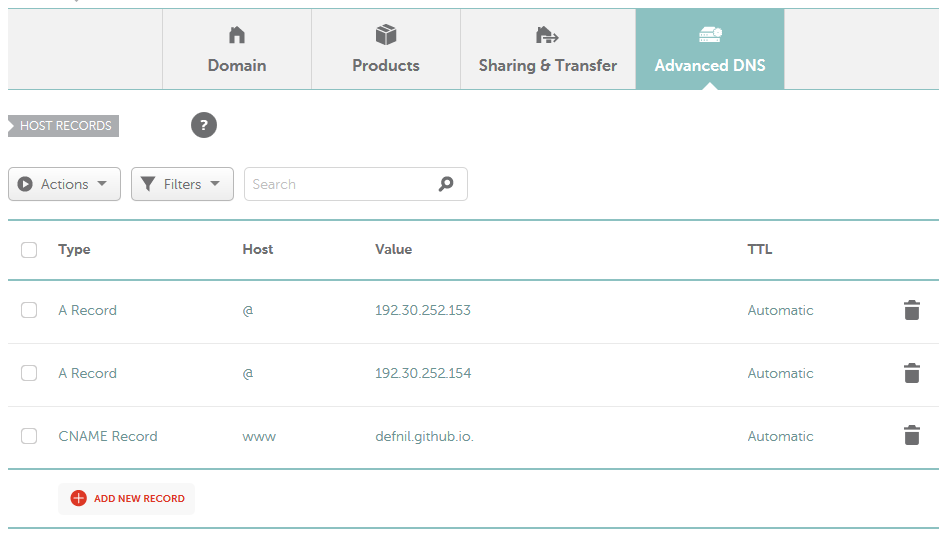 Domain Products Sharing & Transfer Advanced DNS
HOST RECORDS ?
Actions Filters Search
Type Host Value TTL
A Record @ 192.30.252.153 Automatic
A Record @ 192.30.252.154 Automatic
CNAME Record www defnil.github.io. Automatic
ADD NEW RECORD